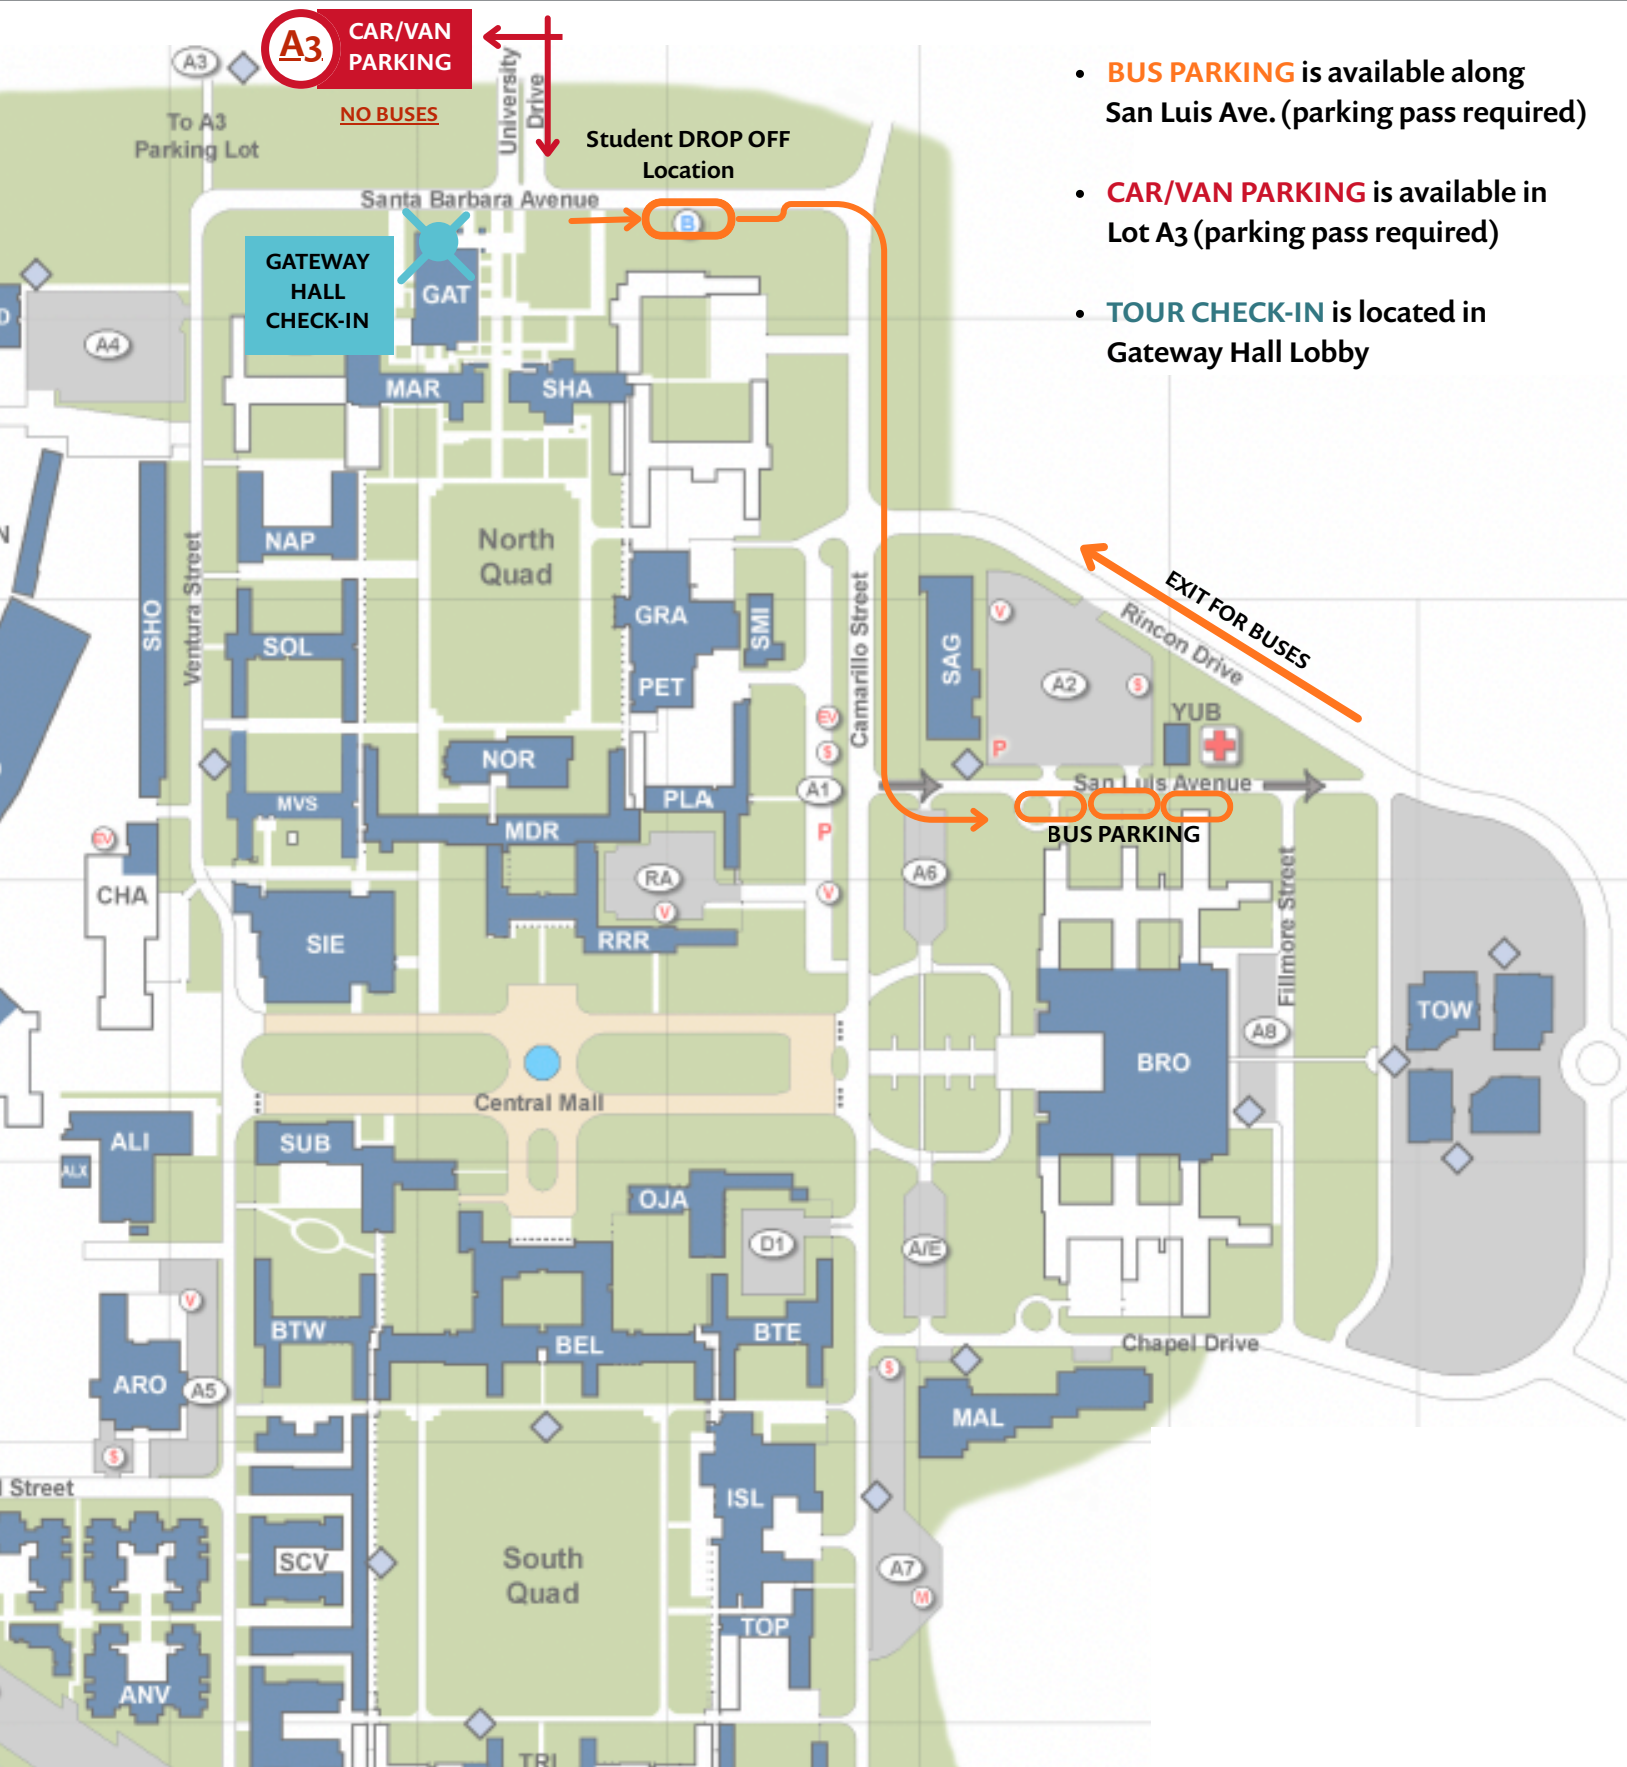 A3
CAR/VAN
PARKING
NO BUSES
University
Drive
BUS PARKING is available along
San Luis Ave. (parking pass required)
CAR/VAN PARKING is available in
Lot A3 (parking pass required)
TOUR CHECK-IN is located in
Gateway Hall Lobby
A3
To A3
Parking Lot
Student DROP OFF
Location
Santa Barbara Avenue
B
GATEWAY
HALL
CHECK-IN
GAT
D
A4
MAR
SHA
N
NAP
North
Quad
SHO
Ventura Street
SOL
GRA
SMI
PET
Camarillo Street
SAG
V
A2
$
P
EXIT FOR BUSES
Rincon Drive
YUB
EV
$
A1
P
V
San Luis Avenue
BUS PARKING
NOR
MVS
MDR
PLA
RA
V
RRR
EV
CHA
SIE
A6
Fillmore Street
TOW
A8
BRO
Central Mall
ALI
ALX
SUB
OJA
D1
A/E
V
BTW
BEL
BTE
Chapel Drive
ARO
A5
$
$
MAL
l Street
ISL
SCV
South
Quad
A7
M
TOP
ANV
TRI